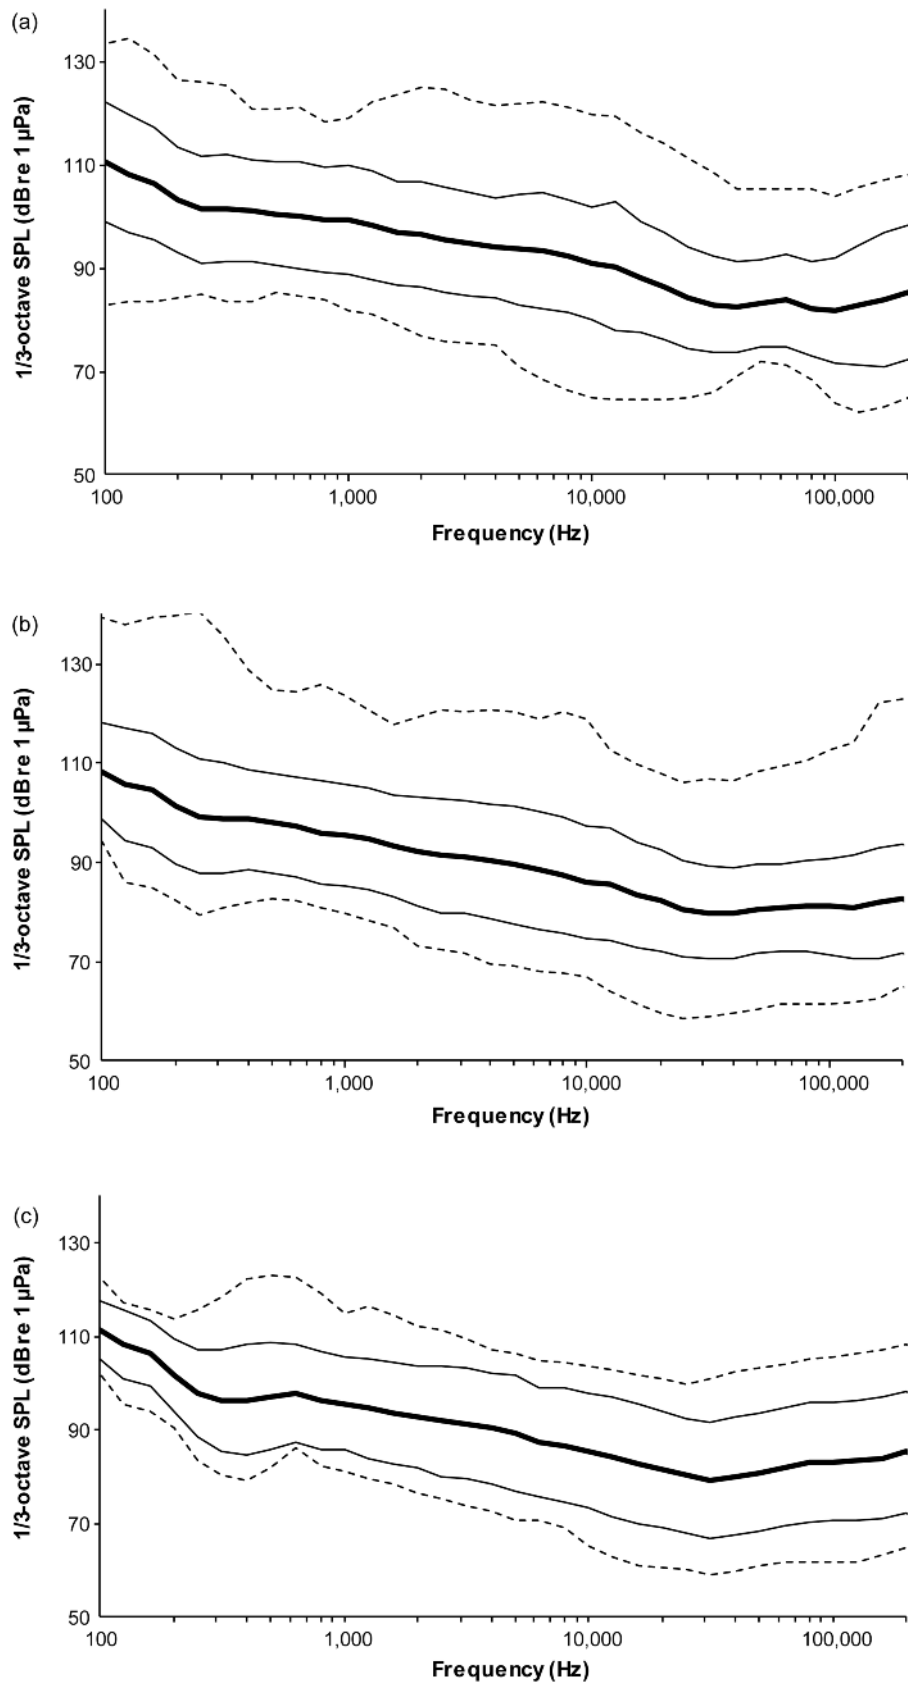 (a)
1/3-octave SPL (dB re 1 µPa)
130
110
90
70
50
100 1,000 10,000 100,000
Frequency (Hz)
(b)
1/3-octave SPL (dB re 1 µPa)
130
110
90
70
50
100 1,000 10,000 100,000
Frequency (Hz)
(c)
1/3-octave SPL (dB re 1 µPa)
130
110
90
70
50
100 1,000 10,000 100,000
Frequency (Hz)